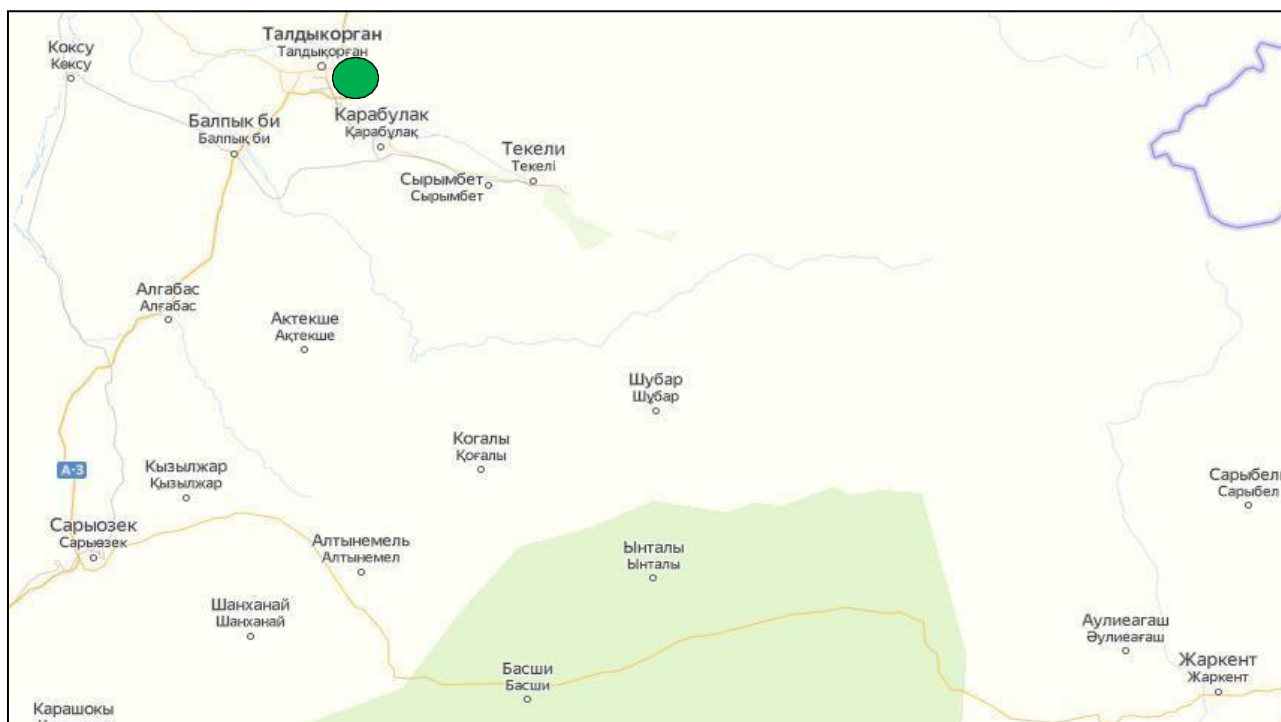 Талдыкорган
Талдықорған
Коксу
Көксу
Балпык би
Балпық би
Карабулак
Қарабұлақ
Текели
Текелі
Сырымбет
Сырымбет
Алгабас
Алғабас
Актекше
Ақтекше
Шубар
Шұбар
Когалы
Қоғалы
А-3
Кызылжар
Қызылжар
Сарыбель
Сарыбел
Сарыозек
Сарыөзек
Алтынемель
Алтынемел
Ынталы
Ынталы
Шанханай
Шанханай
Аулиеагаш
Әулиеағаш
Басши
Басши
Жаркент
Жаркент
Карашокы